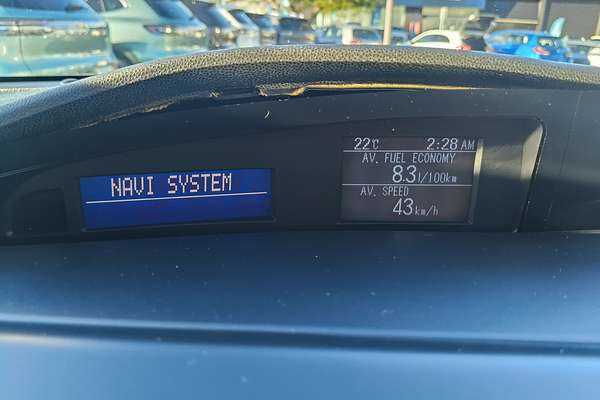 NAVI SYSTEM
22°C 2:28 AM
AV. FUEL ECONOMY
8.3 l/100km
AV. SPEED
43 km/h